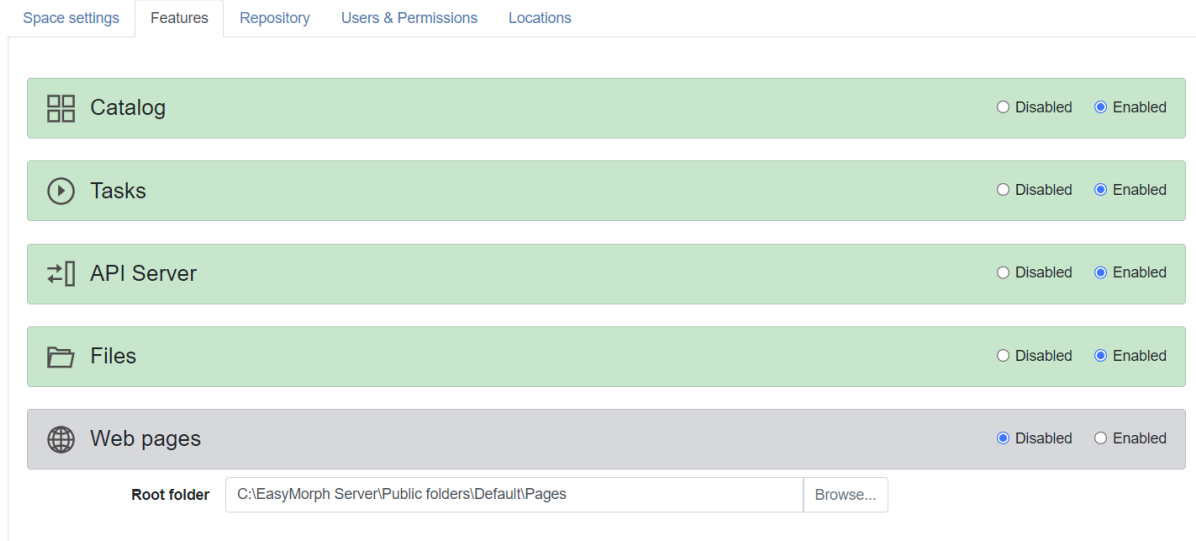 Space settings Features Repository Users & Permissions Locations
Catalog Disabled Enabled
Tasks Disabled Enabled
API Server Disabled Enabled
Files Disabled Enabled
Web pages Disabled Enabled
Root folder C:\EasyMorph Server\Public folders\Default\Pages Browse...